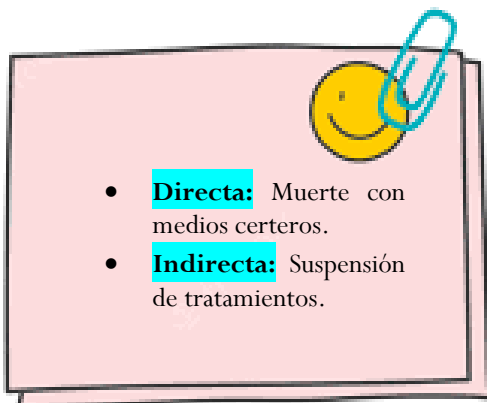 • Directa: Muerte con
medios certeros.
• Indirecta: Suspensión
de tratamientos.